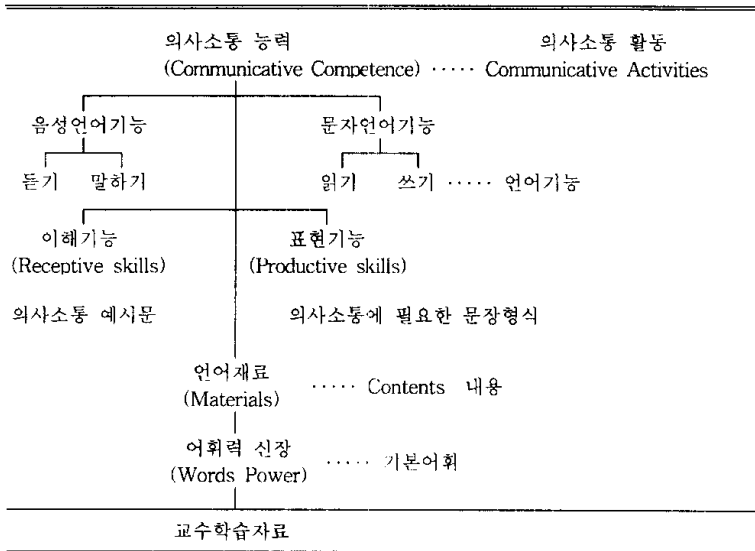 의사소통 능력 의사소통 활동
(Communicative Competence) ····· Communicative Activities
음성언어기능 문자언어기능
듣기 말하기 읽기 쓰기 ····· 언어기능
이해기능 표현기능
(Receptive skills) (Productive skills)
의사소통 예시문 의사소통에 필요한 문장형식
언어재료 ····· Contents 내용
(Materials)
어휘력 신장 ····· 기본어휘
(Words Power)
교수학습자료